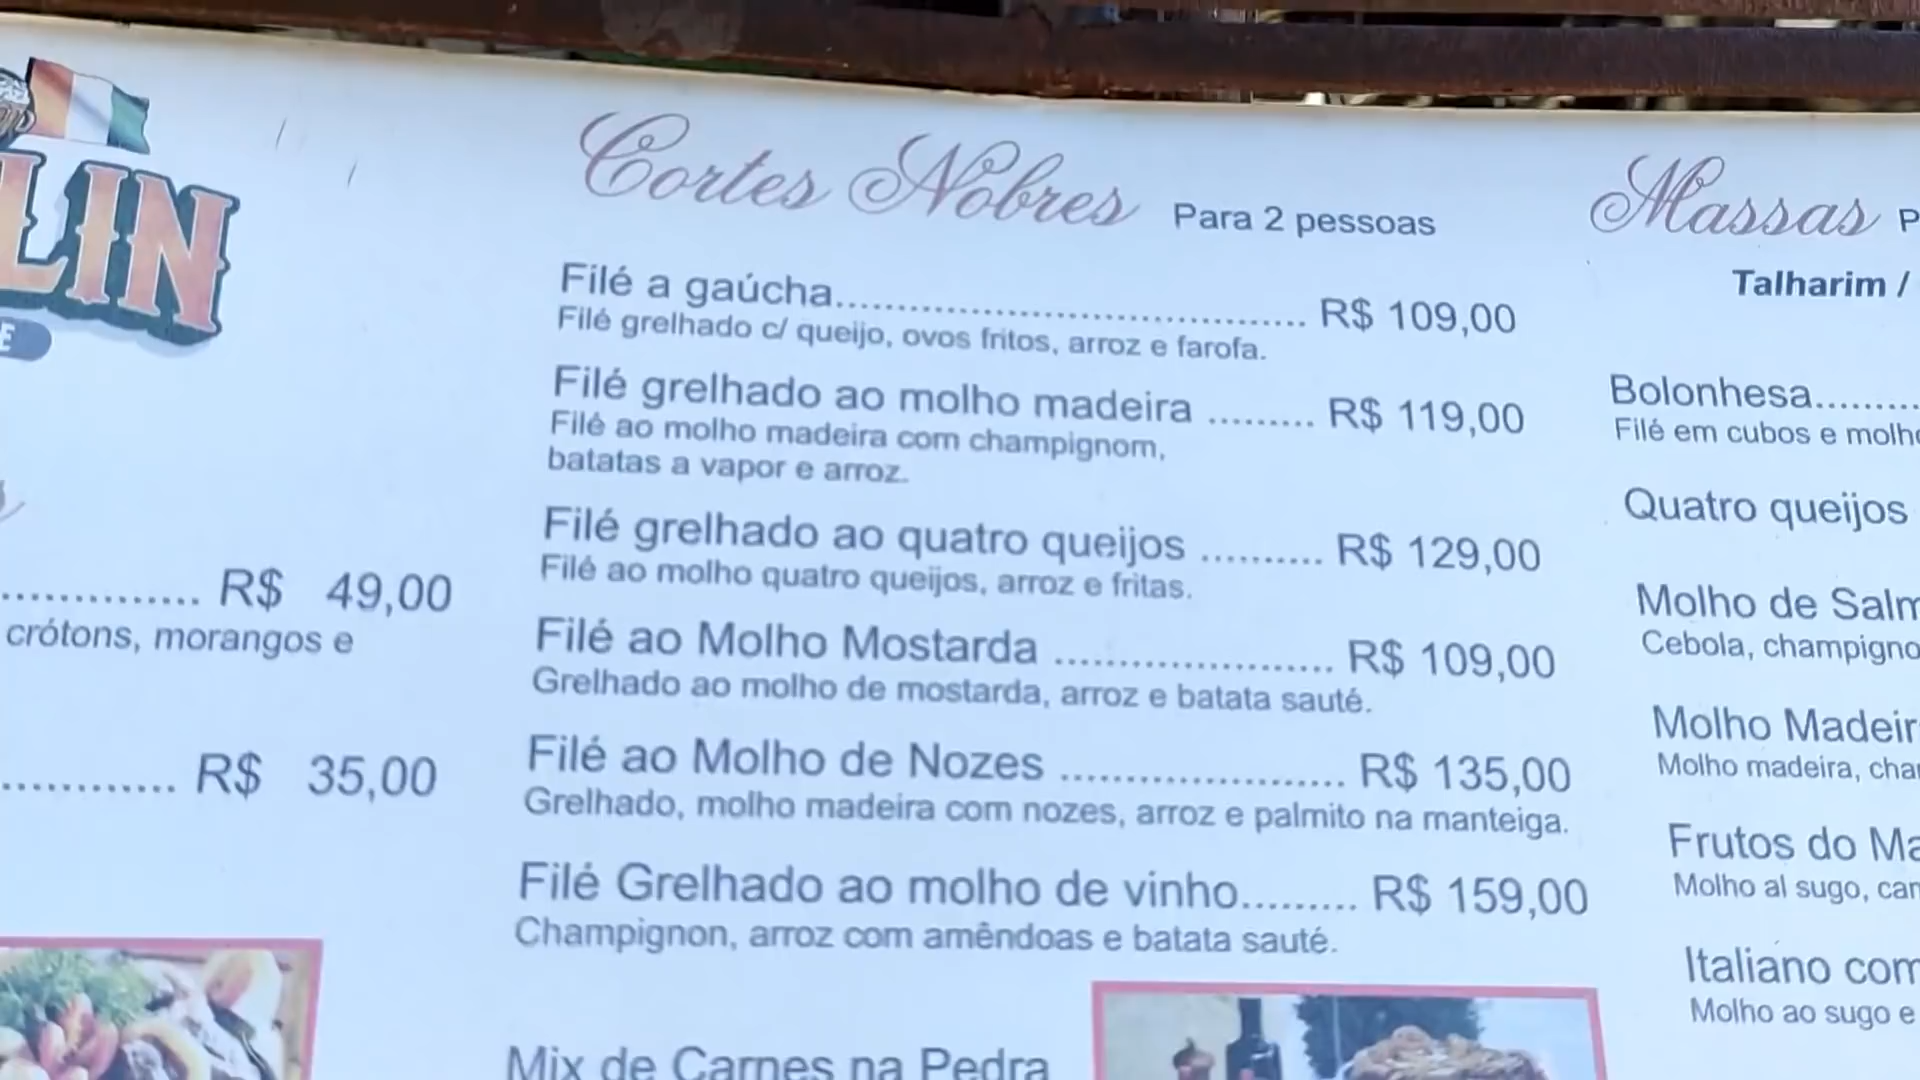 LIN
E
R$ 49,00
crótons, morangos e
R$ 35,00
Cortes Nobres Para 2 pessoas
Filé a gaúcha........................................ R$ 109,00
Filé grelhado c/ queijo, ovos fritos, arroz e farofa.
Filé grelhado ao molho madeira ......... R$ 119,00
Filé ao molho madeira com champignom,
batatas a vapor e arroz.
Filé grelhado ao quatro queijos .......... R$ 129,00
Filé ao molho quatro queijos, arroz e fritas.
Filé ao Molho Mostarda ....................... R$ 109,00
Grelhado ao molho de mostarda, arroz e batata sauté.
Filé ao Molho de Nozes ....................... R$ 135,00
Grelhado, molho madeira com nozes, arroz e palmito na manteiga.
Filé Grelhado ao molho de vinho......... R$ 159,00
Champignon, arroz com amêndoas e batata sauté.
Mix de Carnes na Pedra
Massas P
Talharim /
Bolonhesa.........
Filé em cubos e molho
Quatro queijos
Molho de Salm
Cebola, champigno
Molho Madeir
Molho madeira, cha
Frutos do Ma
Molho al sugo, cam
Italiano com
Molho ao sugo e